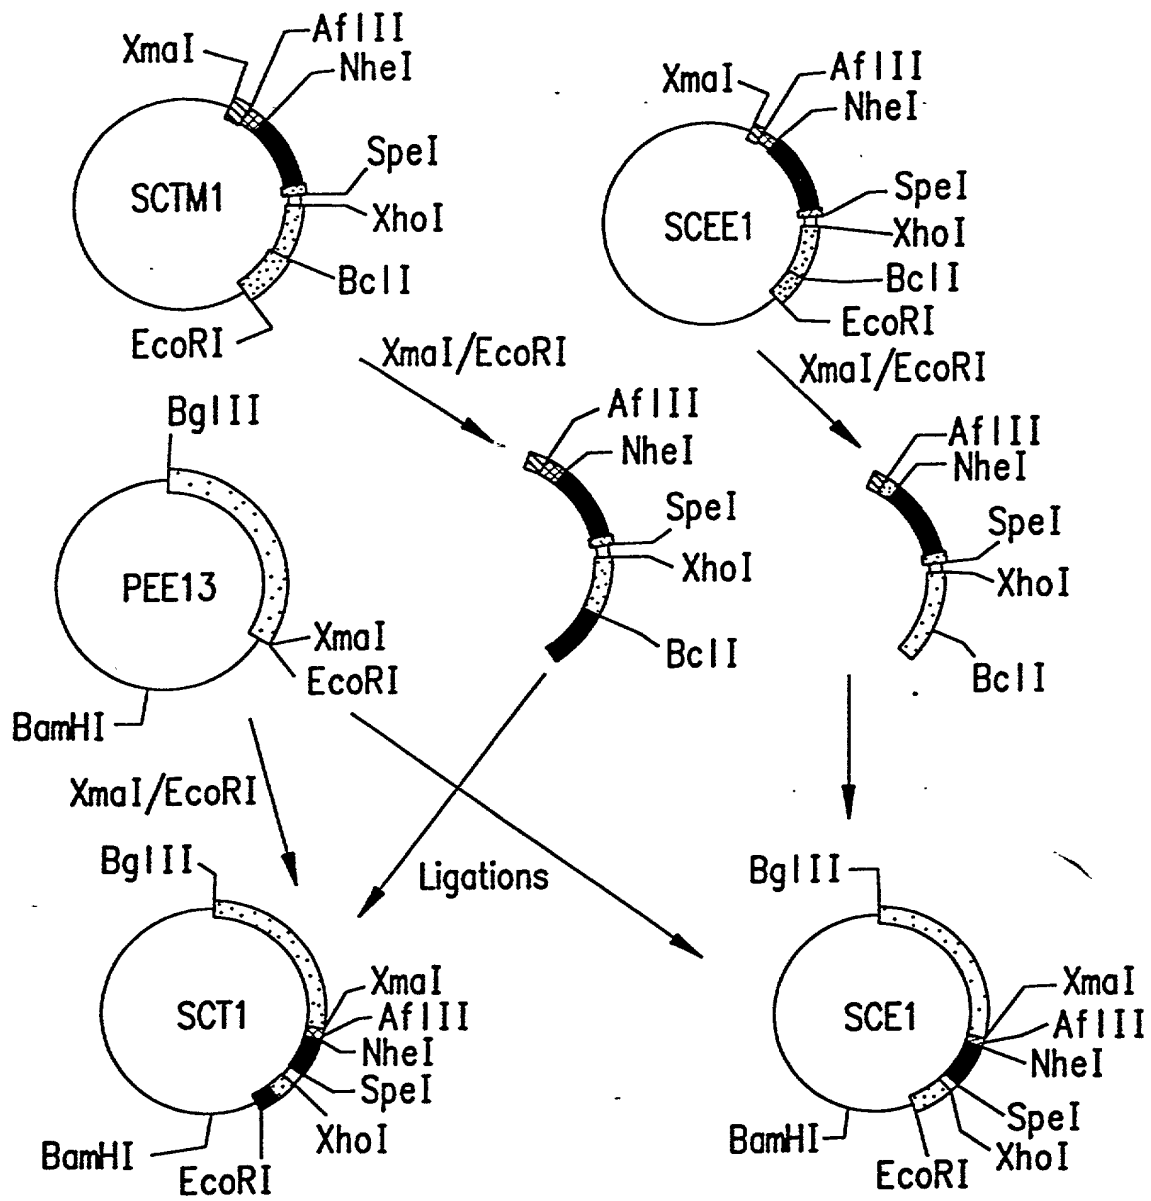 XmaI
AflII
NheI
SCTM1
SpeI
XhoI
BclI
EcoRI
XmaI
AflII
NheI
SCEE1
SpeI
XhoI
BclI
EcoRI
XmaI/EcoRI
XmaI/EcoRI
BglII
PEE13
XmaI
EcoRI
BamHI
AflII
NheI
SpeI
XhoI
BclI
AflII
NheI
SpeI
XhoI
BclI
XmaI/EcoRI
Ligations
BglII
SCT1
XmaI
AflII
NheI
SpeI
XhoI
EcoRI
BamHI
BglII
SCE1
XmaI
AflII
NheI
SpeI
XhoI
EcoRI
BamHI